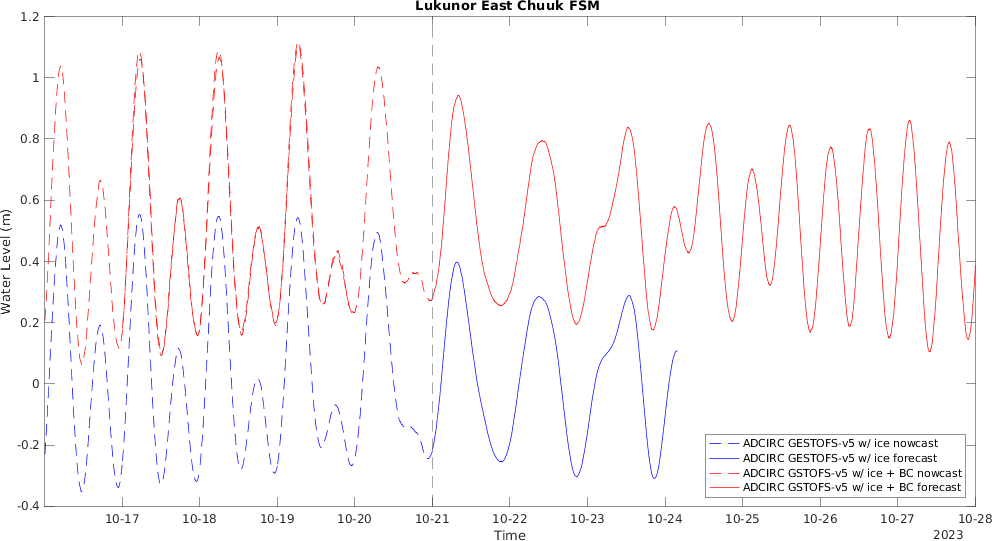 Lukunor East Chuuk FSM
1.2
1
0.8
0.6
0.4
0.2
0
-0.2
-0.4
Water Level (m)
10-17 10-18 10-19 10-20 10-21 10-22 10-23 10-24 10-25 10-26 10-27 10-28
Time
2023
ADCIRC GESTOFS-v5 w/ ice nowcast
ADCIRC GESTOFS-v5 w/ ice forecast
ADCIRC GSTOFS-v5 w/ ice + BC nowcast
ADCIRC GSTOFS-v5 w/ ice + BC forecast